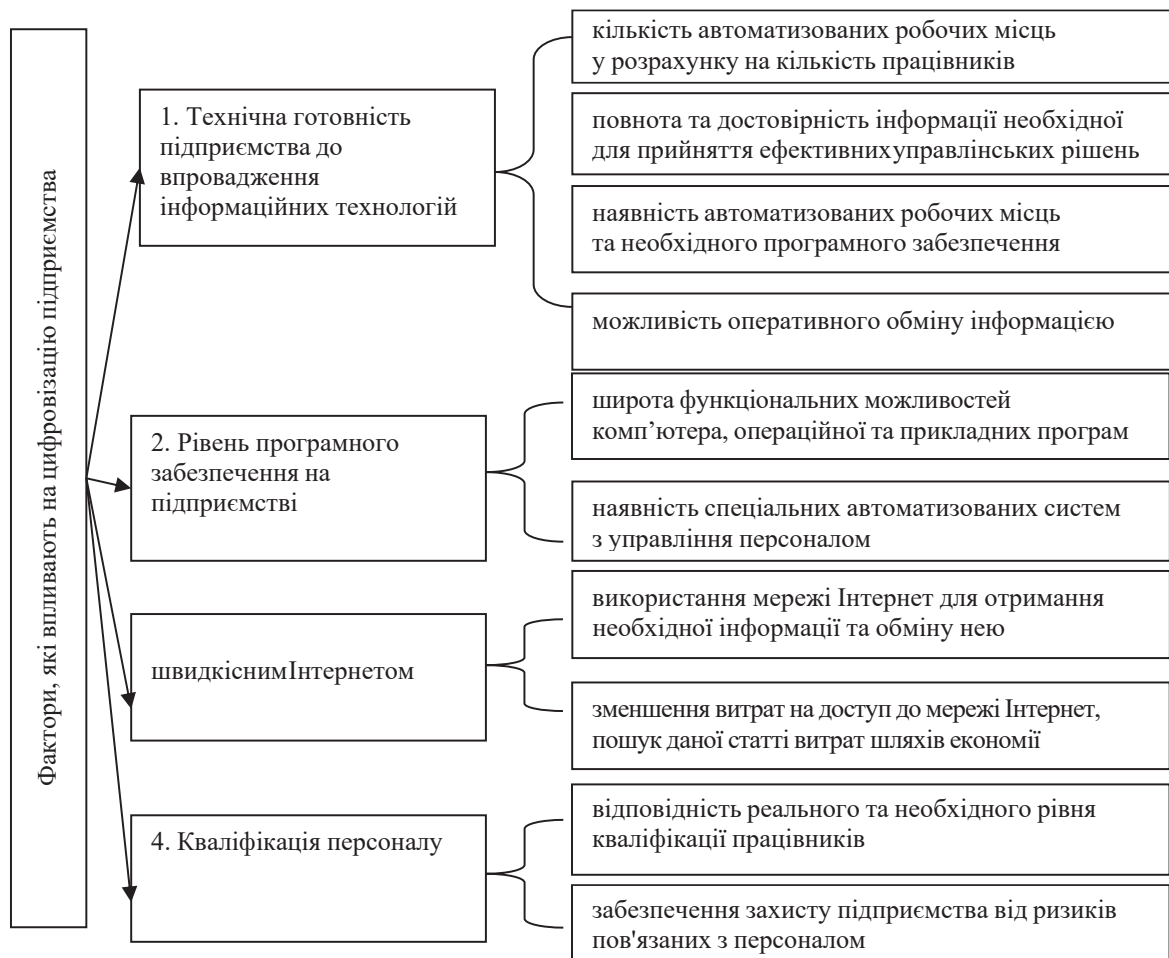 Фактори, які впливають на цифровізацію підприємства
1. Технічна готовність
підприємства до
впровадження
інформаційних технологій
кількість автоматизованих робочих місць
у розрахунку на кількість працівників
повнота та достовірність інформації необхідної
для прийняття ефективнихуправлінських рішень
наявність автоматизованих робочих місць
та необхідного програмного забезпечення
можливість оперативного обміну інформацією
2. Рівень програмного
забезпечення на
підприємстві
широта функціональних можливостей
комп’ютера, операційної та прикладних програм
наявність спеціальних автоматизованих систем
з управління персоналом
швидкіснимІнтернетом
використання мережі Інтернет для отримання
необхідної інформації та обміну нею
зменшення витрат на доступ до мережі Інтернет,
пошук даної статті витрат шляхів економії
4. Кваліфікація персоналу
відповідність реального та необхідного рівня
кваліфікації працівників
забезпечення захисту підприємства від ризиків
пов'язаних з персоналом